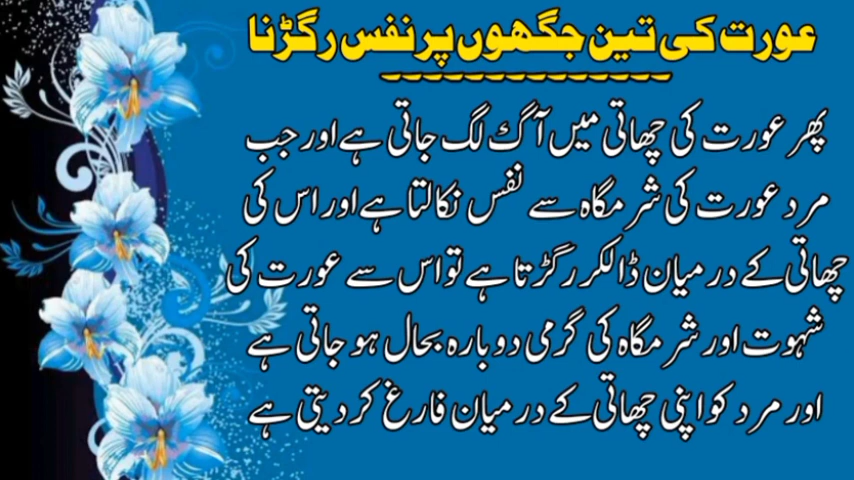 عورت کی تین جگھوں پر نفس رگڑنا
پھر عورت کی چھاتی میں آگ لگ جاتی ہے اور جب
مرد عورت کی شرمگاہ سے نفس نکالتا ہے اور اس کی
چھاتی کے درمیان ڈالکر رگڑتا ہے تو اس سے عورت کی
شہوت اور شرمگاہ کی گرمی دوبارہ بحال ہو جاتی ہے
اور مرد کو اپنی چھاتی کے درمیان فارغ کر دیتی ہے